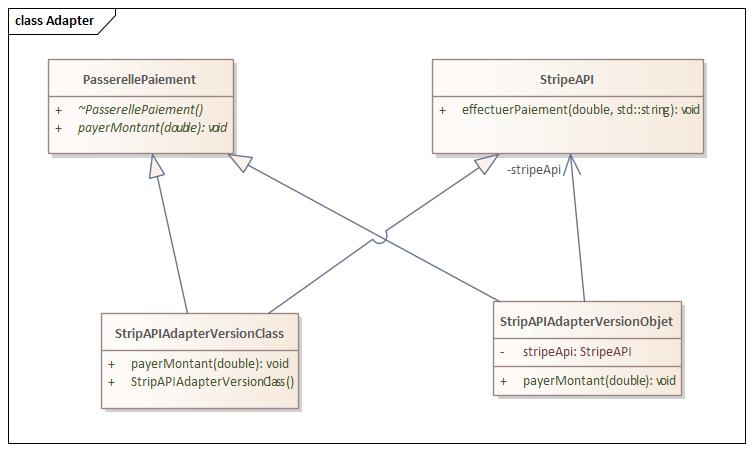 class Adapter
PasserellePaiement
+ ~PasserellePaiement()
+ payerMontant(double): void
StripeAPI
+ effectuerPaiement(double, std::string): void
-stripeApi
StripAPIAdapterVersionClass
+ payerMontant(double): void
+ StripAPIAdapterVersionClass()
StripAPIAdapterVersionObjet
- stripeApi: StripeAPI
+ payerMontant(double): void